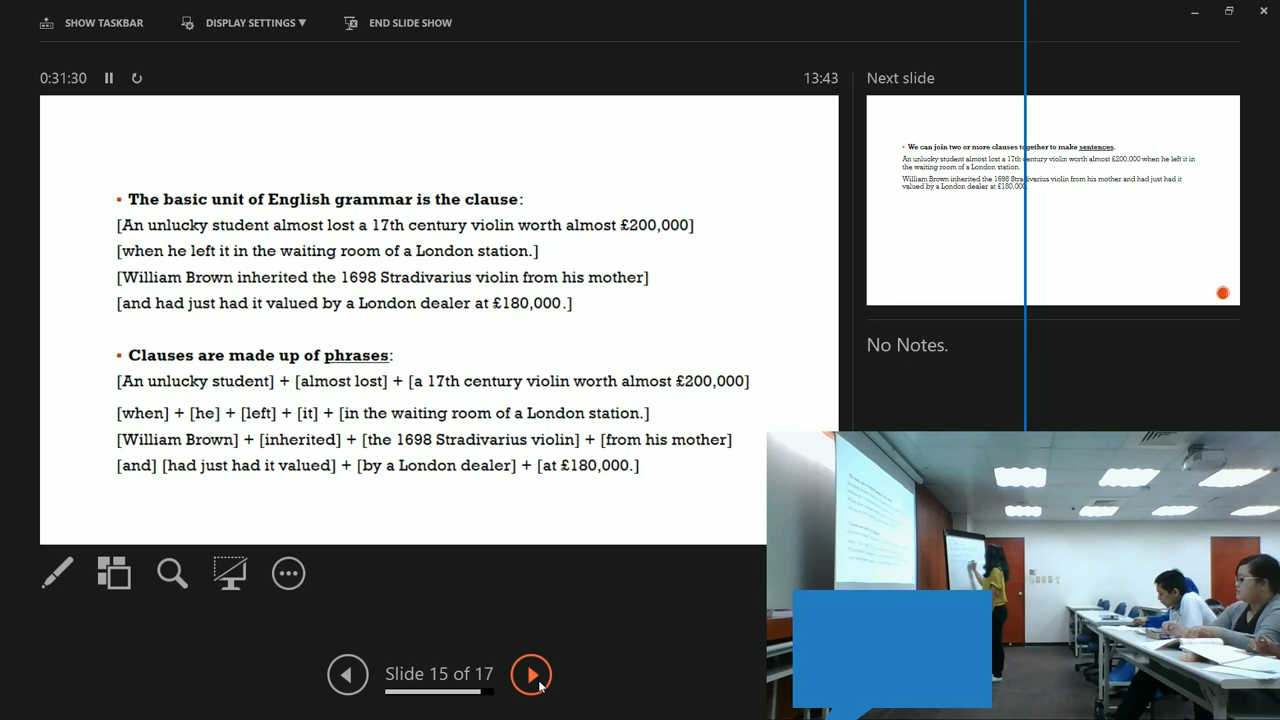 SHOW TASKBAR
DISPLAY SETTINGS ▼
END SLIDE SHOW
0:31:30
13:43
▪ The basic unit of English grammar is the clause:
[An unlucky student almost lost a 17th century violin worth almost £200,000]
[when he left it in the waiting room of a London station.]
[William Brown inherited the 1698 Stradivarius violin from his mother]
[and had just had it valued by a London dealer at £180,000.]
▪ Clauses are made up of phrases:
[An unlucky student] + [almost lost] + [a 17th century violin worth almost £200,000]
[when] + [he] + [left] + [it] + [in the waiting room of a London station.]
[William Brown] + [inherited] + [the 1698 Stradivarius violin] + [from his mother]
[and] [had just had it valued] + [by a London dealer] + [at £180,000.]
Slide 15 of 17
Next slide
▪ We can join two or more clauses together to make sentences.
An unlucky student almost lost a 17th century violin worth almost £200,000 when he left it in
the waiting room of a London station.
William Brown inherited the 1698 Stradivarius violin from his mother and had just had it
valued by a London dealer at £180,000.
No Notes.